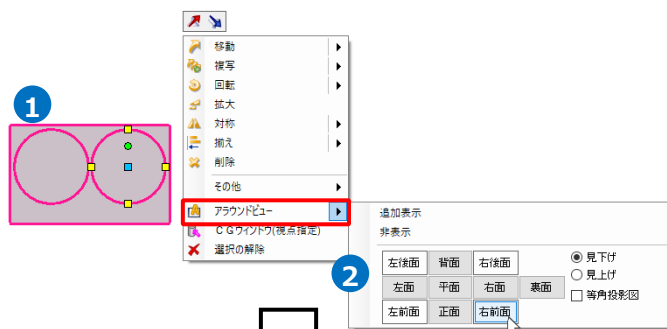 1
移動
複写
回転
拡大
対称
揃え
削除
その他
アラウンドビュー
CGウィンドウ(視点指定)
選択の解除
追加表示
非表示
2
左後面 背面 右後面 見下げ
見上げ
左面 平面 右面 裏面
等角投影図
左前面 正面 右前面